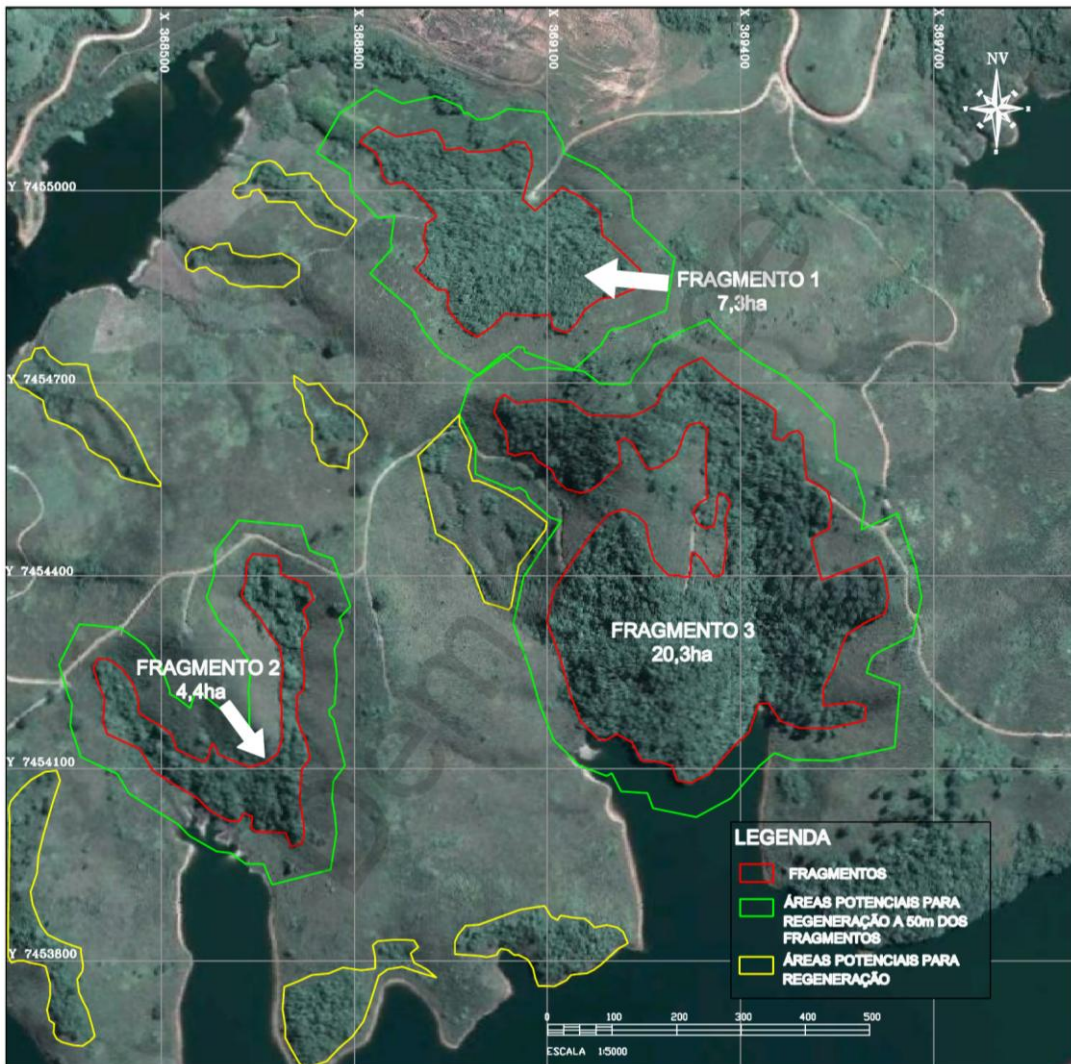 X 368500
X 368800
X 369100
X 369400
X 369700
NV
Y 7455000
FRAGMENTO 1
7,3ha
Y 7454700
Y 7454400
FRAGMENTO 3
20,3ha
FRAGMENTO 2
4,4ha
Y 7454100
LEGENDA
FRAGMENTOS
ÁREAS POTENCIAIS PARA
REGENERAÇÃO A 50m DOS
FRAGMENTOS
ÁREAS POTENCIAIS PARA
REGENERAÇÃO
Y 7453800
0 100 200 300 400 500
ESCALA 1:5000